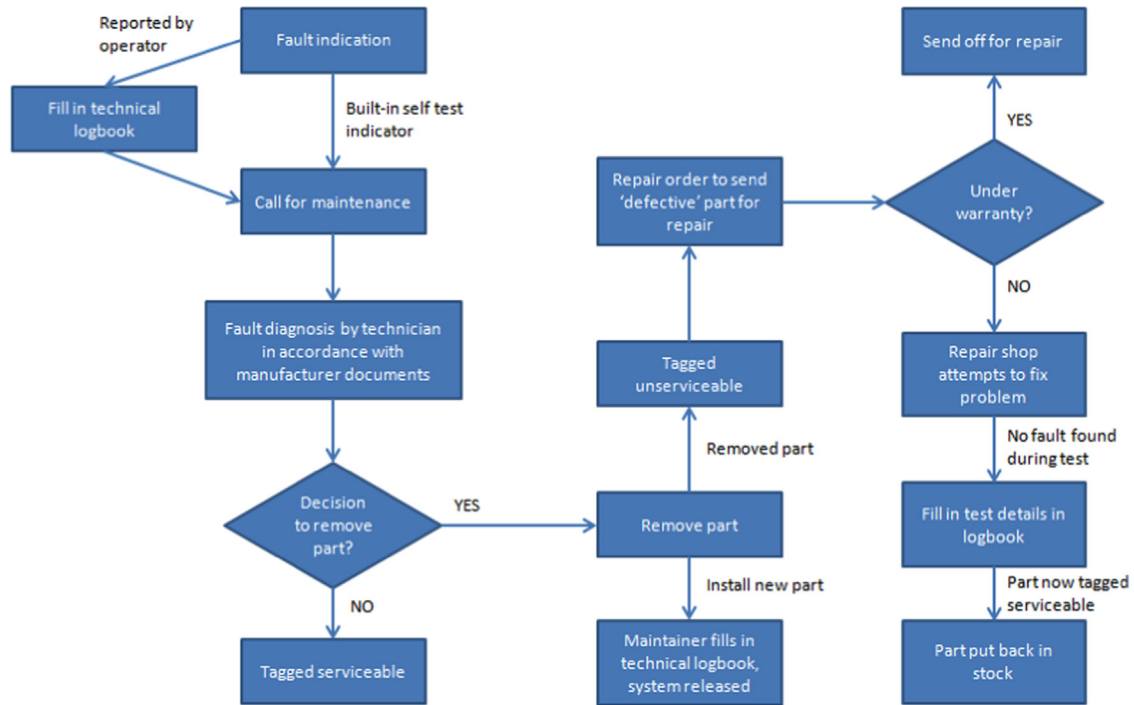 Reported by
operator
Fault indication
Fill in technical
logbook
Built-in self test
indicator
Call for maintenance
Fault diagnosis by technician
in accordance with
manufacturer documents
Decision
to remove
part?
YES
NO
Tagged serviceable
Remove part
Removed part
Tagged
unserviceable
Repair order to send
‘defective’ part for
repair
Install new part
Maintainer fills in
technical logbook,
system released
Under
warranty?
YES
Send off for repair
NO
Repair shop
attempts to fix
problem
No fault found
during test
Fill in test details in
logbook
Part now tagged
serviceable
Part put back in
stock